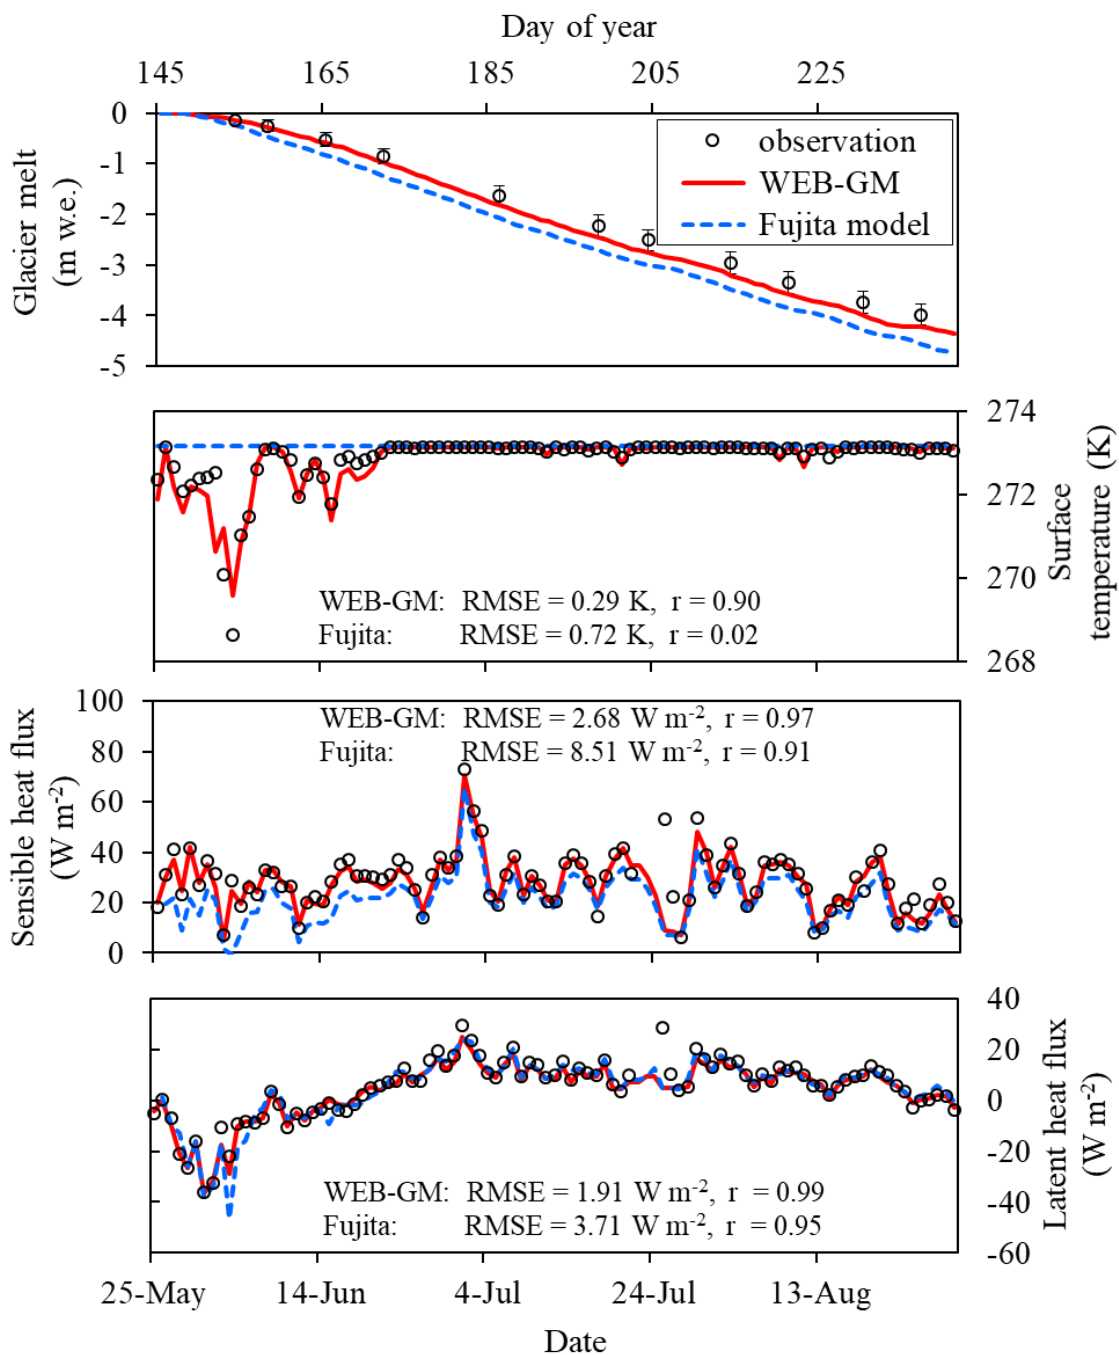 Day of year
145 165 185 205 225
0
-1
-2
-3
-4
-5
Glacier melt
(m w.e.)
observation
WEB-GM
Fujita model
274
272
270
268
Surface
temperature (K)
WEB-GM: RMSE = 0.29 K, r = 0.90
Fujita: RMSE = 0.72 K, r = 0.02
100
80
60
40
20
0
Sensible heat flux
(W m-2)
WEB-GM: RMSE = 2.68 W m-2, r = 0.97
Fujita: RMSE = 8.51 W m-2, r = 0.91
40
20
0
-20
-40
-60
Latent heat flux
(W m-2)
WEB-GM: RMSE = 1.91 W m-2, r = 0.99
Fujita: RMSE = 3.71 W m-2, r = 0.95
25-May 14-Jun 4-Jul 24-Jul 13-Aug
Date